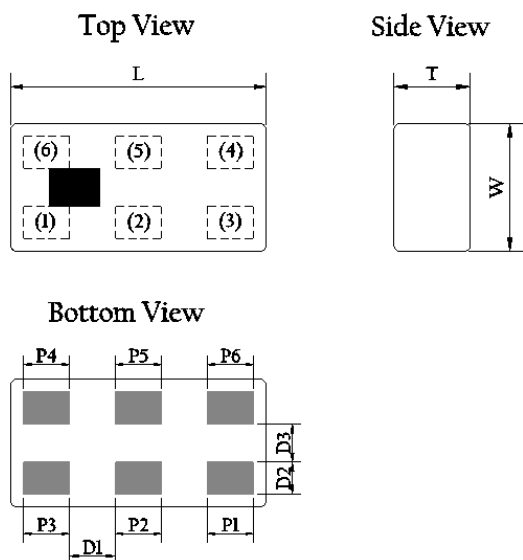 Top View
Side View
L
T
(6) (5) (4)
(1) (2) (3)
W
Bottom View
P4 P5 P6
D3
D2
P3 P2 P1
D1